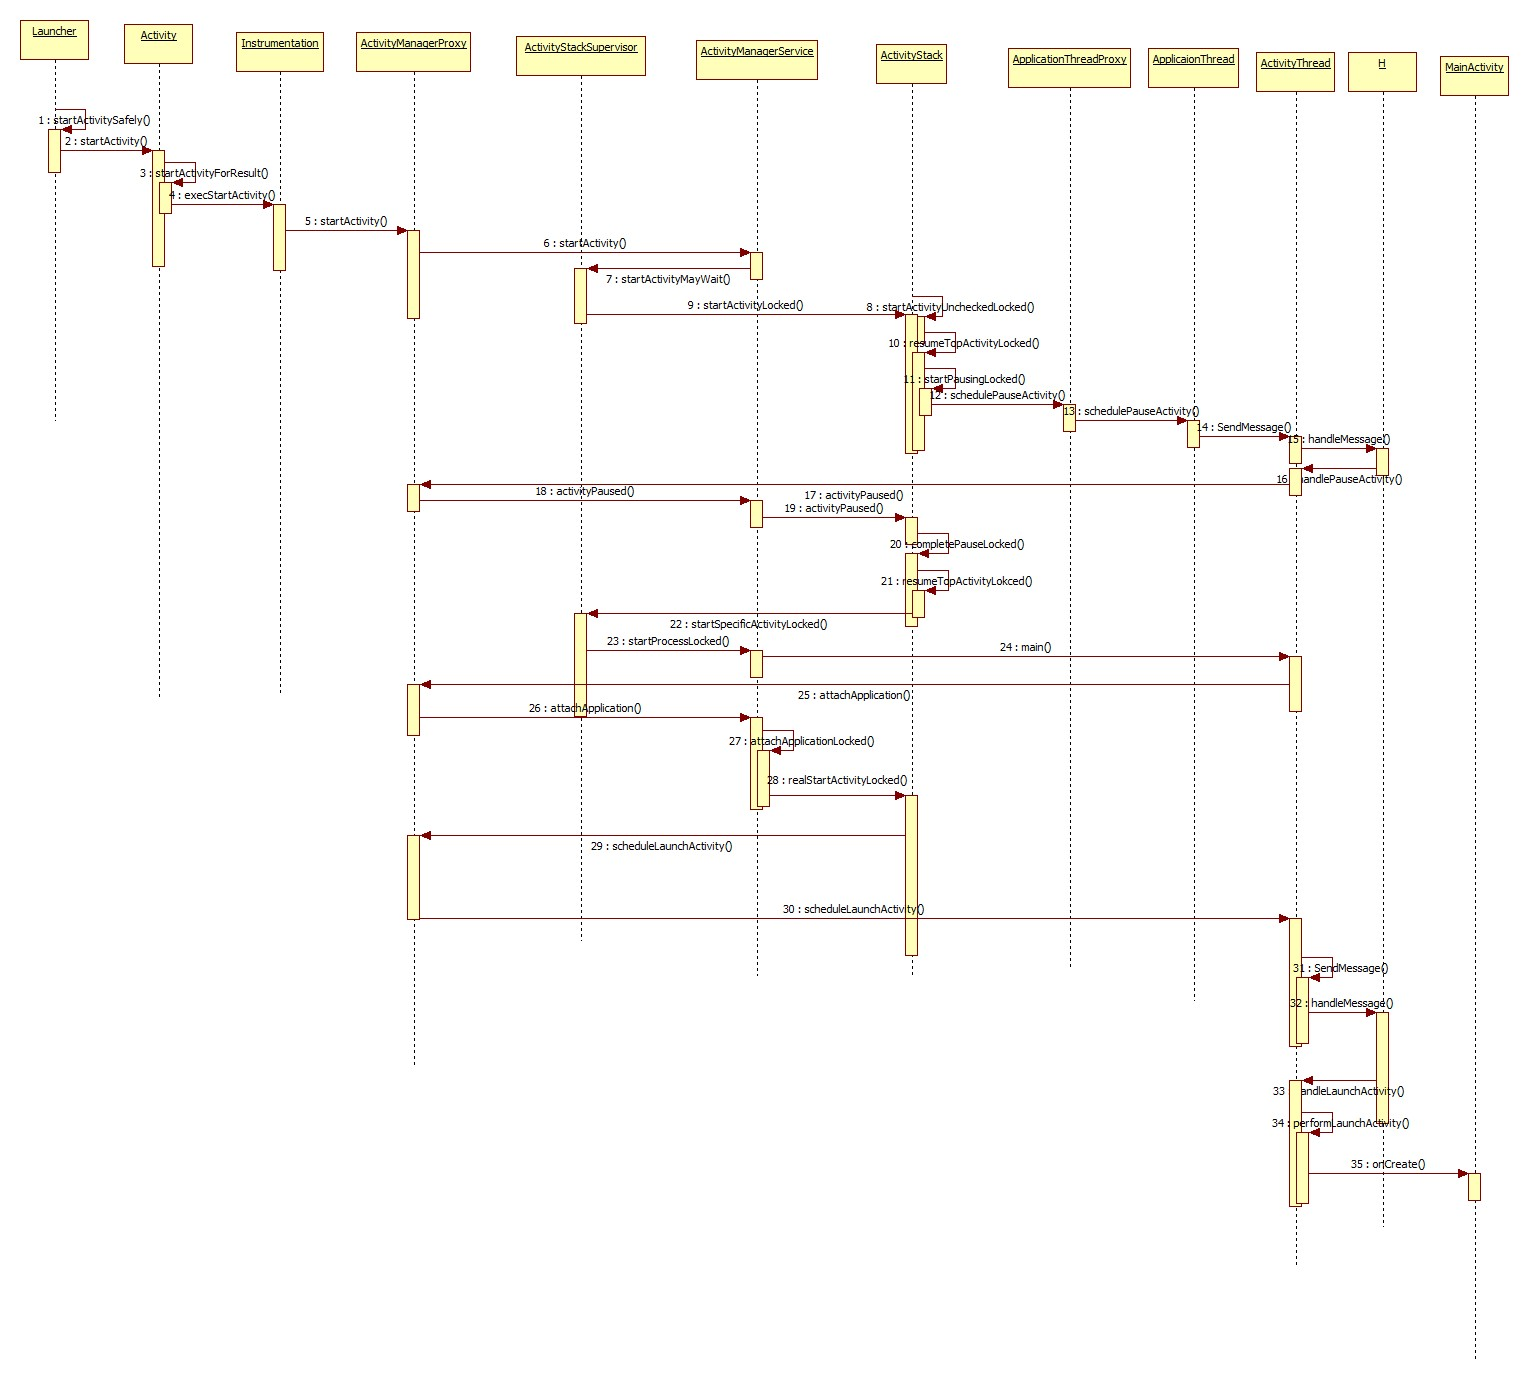 Launcher
Activity
Instrumentation
ActivityManagerProxy
ActivityStackSupervisor
ActivityManagerService
ActivityStack
ApplicationThreadProxy
ApplicaionThread
ActivityThread
H
MainActivity
1 : startActivitySafely()
2 : startActivity()
3 : startActivityForResult()
4 : execStartActivity()
5 : startActivity()
6 : startActivity()
7 : startActivityMayWait()
8 : startActivityUncheckedLocked()
9 : startActivityLocked()
10 : resumeTopActivityLocked()
11 : startPausingLocked()
12 : schedulePauseActivity()
13 : schedulePauseActivity()
14 : SendMessage()
15 : handleMessage()
16 : handlePauseActivity()
17 : activityPaused()
18 : activityPaused()
19 : activityPaused()
20 : completePauseLocked()
21 : resumeTopActivityLokced()
22 : startSpecificActivityLocked()
23 : startProcessLocked()
24 : main()
25 : attachApplication()
26 : attachApplication()
27 : attachApplicationLocked()
28 : realStartActivityLocked()
29 : scheduleLaunchActivity()
30 : scheduleLaunchActivity()
31 : SendMessage()
32 : handleMessage()
33 : handleLaunchActivity()
34 : performLaunchActivity()
35 : onCreate()